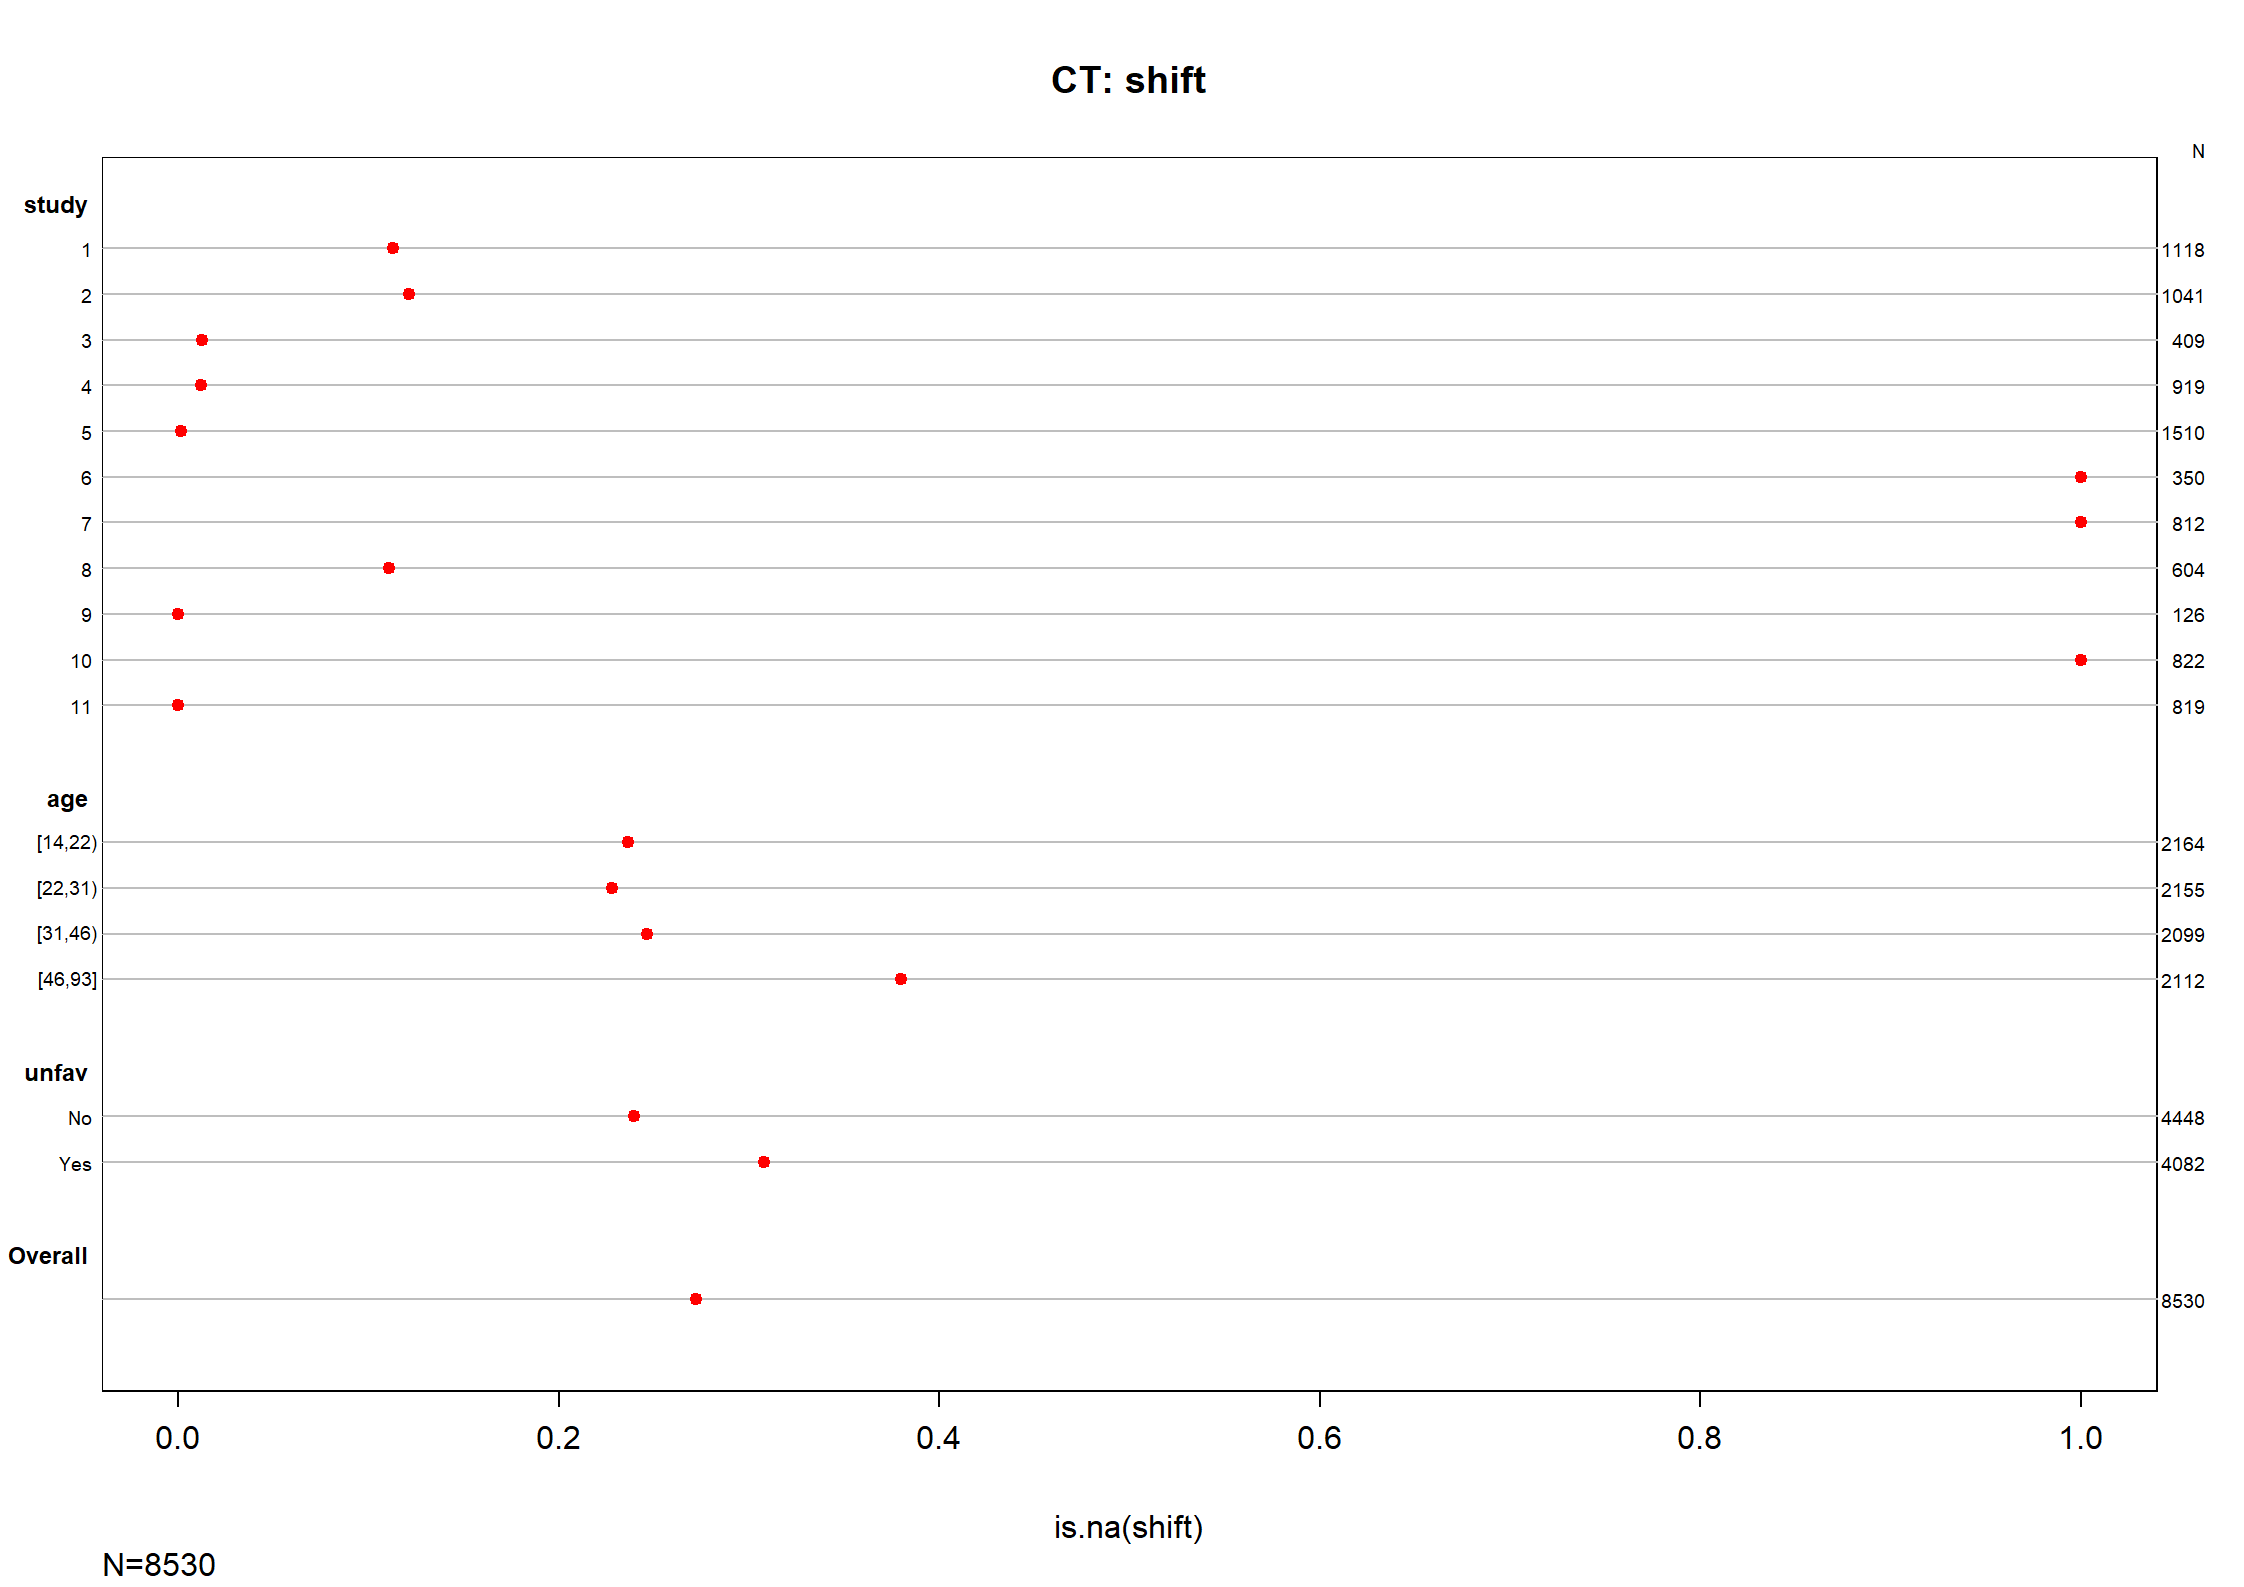 CT: shift
N
study
1 1118
2 1041
3 409
4 919
5 1510
6 350
7 812
8 604
9 126
10 822
11 819
age
[14,22) 2164
[22,31) 2155
[31,46) 2099
[46,93] 2112
unfav
No 4448
Yes 4082
Overall
8530
0.0 0.2 0.4 0.6 0.8 1.0
is.na(shift)
N=8530